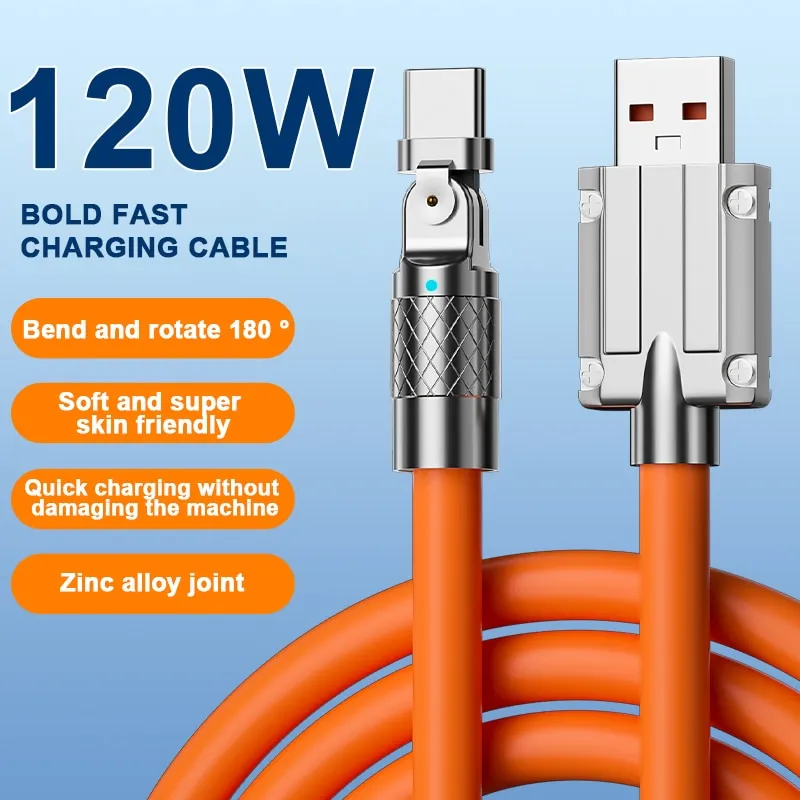 120W
BOLD FAST
CHARGING CABLE
Bend and rotate 180 °
Soft and super
skin friendly
Quick charging without
damaging the machine
Zinc alloy joint